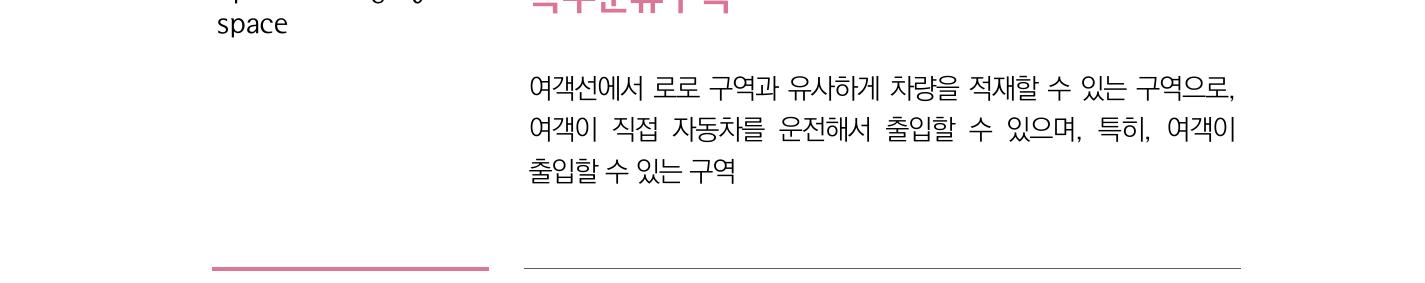 space
여객선에서 로로 구역과 유사하게 차량을 적재할 수 있는 구역으로,
여객이 직접 자동차를 운전해서 출입할 수 있으며, 특히, 여객이
출입할 수 있는 구역